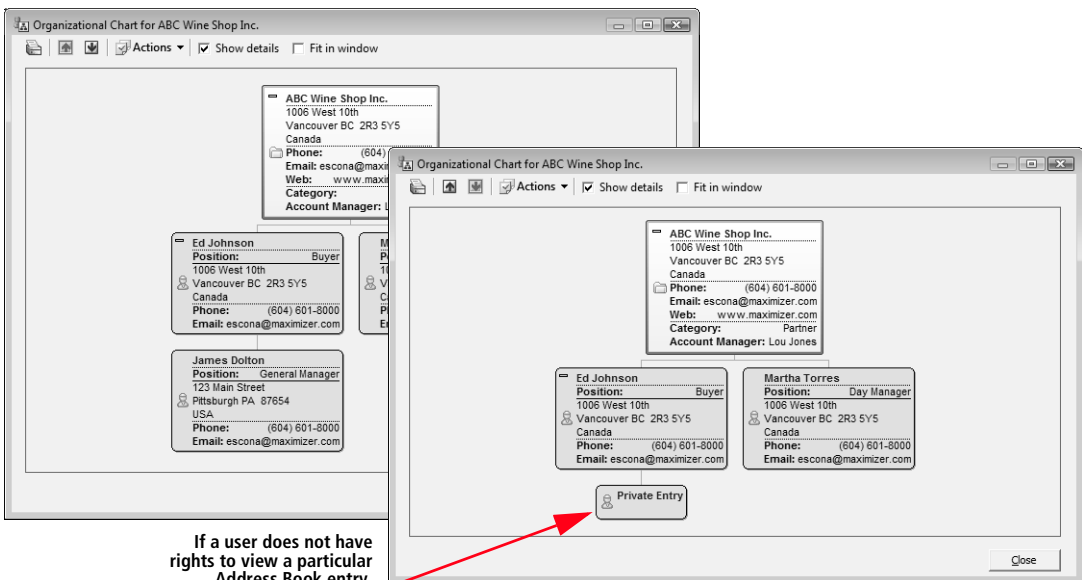 Organizational Chart for ABC Wine Shop Inc.
Actions Show details Fit in window
ABC Wine Shop Inc.
1006 West 10th
Vancouver BC 2R3 5Y5
Canada
Phone: (604)
Email: escona@maxim
Web: www.maxim
Category:
Account Manager: L
Ed Johnson
Position: Buyer
1006 West 10th
Vancouver BC 2R3 5Y5
Canada
Phone: (604) 601-8000
Email: escona@maximizer.com
James Dolton
Position: General Manager
123 Main Street
Pittsburgh PA 87654
USA
Phone: (604) 601-8000
Email: escona@maximizer.com
Organizational Chart for ABC Wine Shop Inc.
Actions Show details Fit in window
ABC Wine Shop Inc.
1006 West 10th
Vancouver BC 2R3 5Y5
Canada
Phone: (604) 601-8000
Email: escona@maximizer.com
Web: www.maximizer.com
Category: Partner
Account Manager: Lou Jones
Ed Johnson
Position: Buyer
1006 West 10th
Vancouver BC 2R3 5Y5
Canada
Phone: (604) 601-8000
Email: escona@maximizer.com
Martha Torres
Position: Day Manager
1006 West 10th
Vancouver BC 2R3 5Y5
Canada
Phone: (604) 601-8000
Email: escona@maximizer.com
Private Entry
Close
If a user does not have
rights to view a particular
Address Book entry,